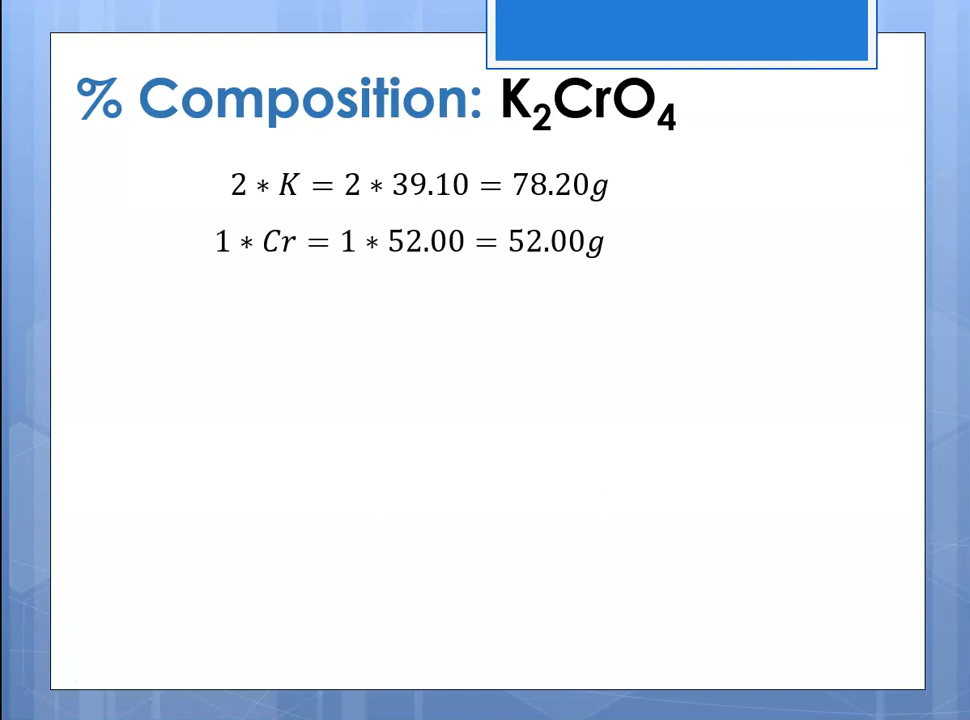 % Composition: K₂CrO₄
2 ∗ K = 2 ∗ 39.10 = 78.20g
1 ∗ Cr = 1 ∗ 52.00 = 52.00g